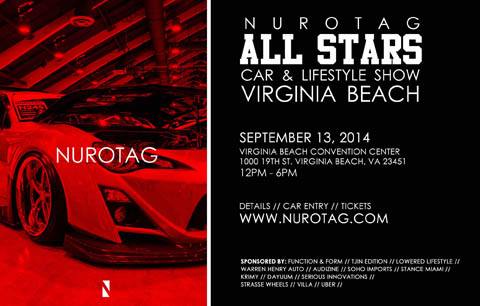 NUROTAG
NUROTAG
ALL STARS
CAR & LIFESTYLE SHOW
VIRGINIA BEACH
SEPTEMBER 13, 2014
VIRGINIA BEACH CONVENTION CENTER
1000 19TH ST. VIRGINIA BEACH, VA 23451
12PM - 6PM
DETAILS // CAR ENTRY // TICKETS
WWW.NUROTAG.COM
SPONSORED BY: FUNCTION & FORM // TJIN EDITION // LOWERED LIFESTYLE //
WARREN HENRY AUTO // AUDIZINE // SOHO IMPORTS // STANCE MIAMI //
KRIMY // DAYUUM // SERIOUS INNOVATIONS //
STRASSE WHEELS // VILLA // UBER //